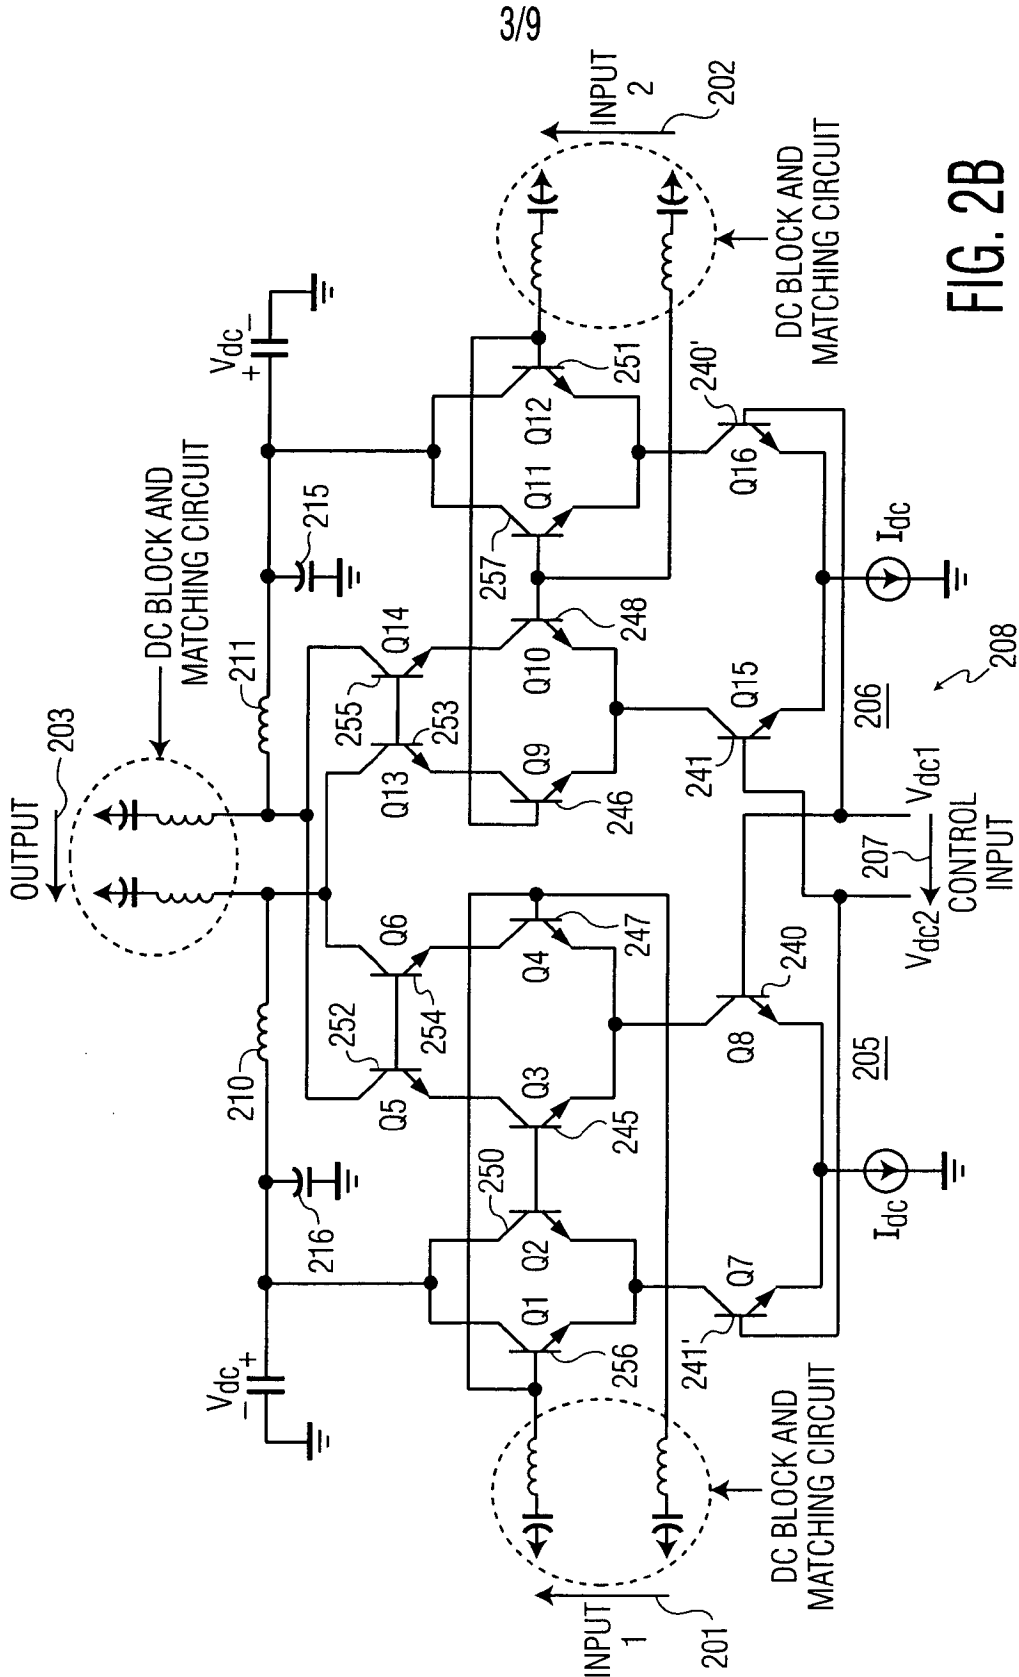 3/9
OUTPUT
203
DC BLOCK AND
MATCHING CIRCUIT
Vdc
+
−
210
211
Vdc
+
−
216
215
252
Q5
Q6
254
Q13
253
255
Q14
INPUT
1
201
DC BLOCK AND
MATCHING CIRCUIT
256
Q1
Q2
250
Q3
245
Q4
247
Q9
246
Q10
248
257
Q11
Q12
251
INPUT
2
202
DC BLOCK AND
MATCHING CIRCUIT
241'
Q7
Q8
240
241
Q15
Q16
240'
Idc
205
Vdc2
207
Vdc1
CONTROL
INPUT
206
208
Idc
FIG. 2B